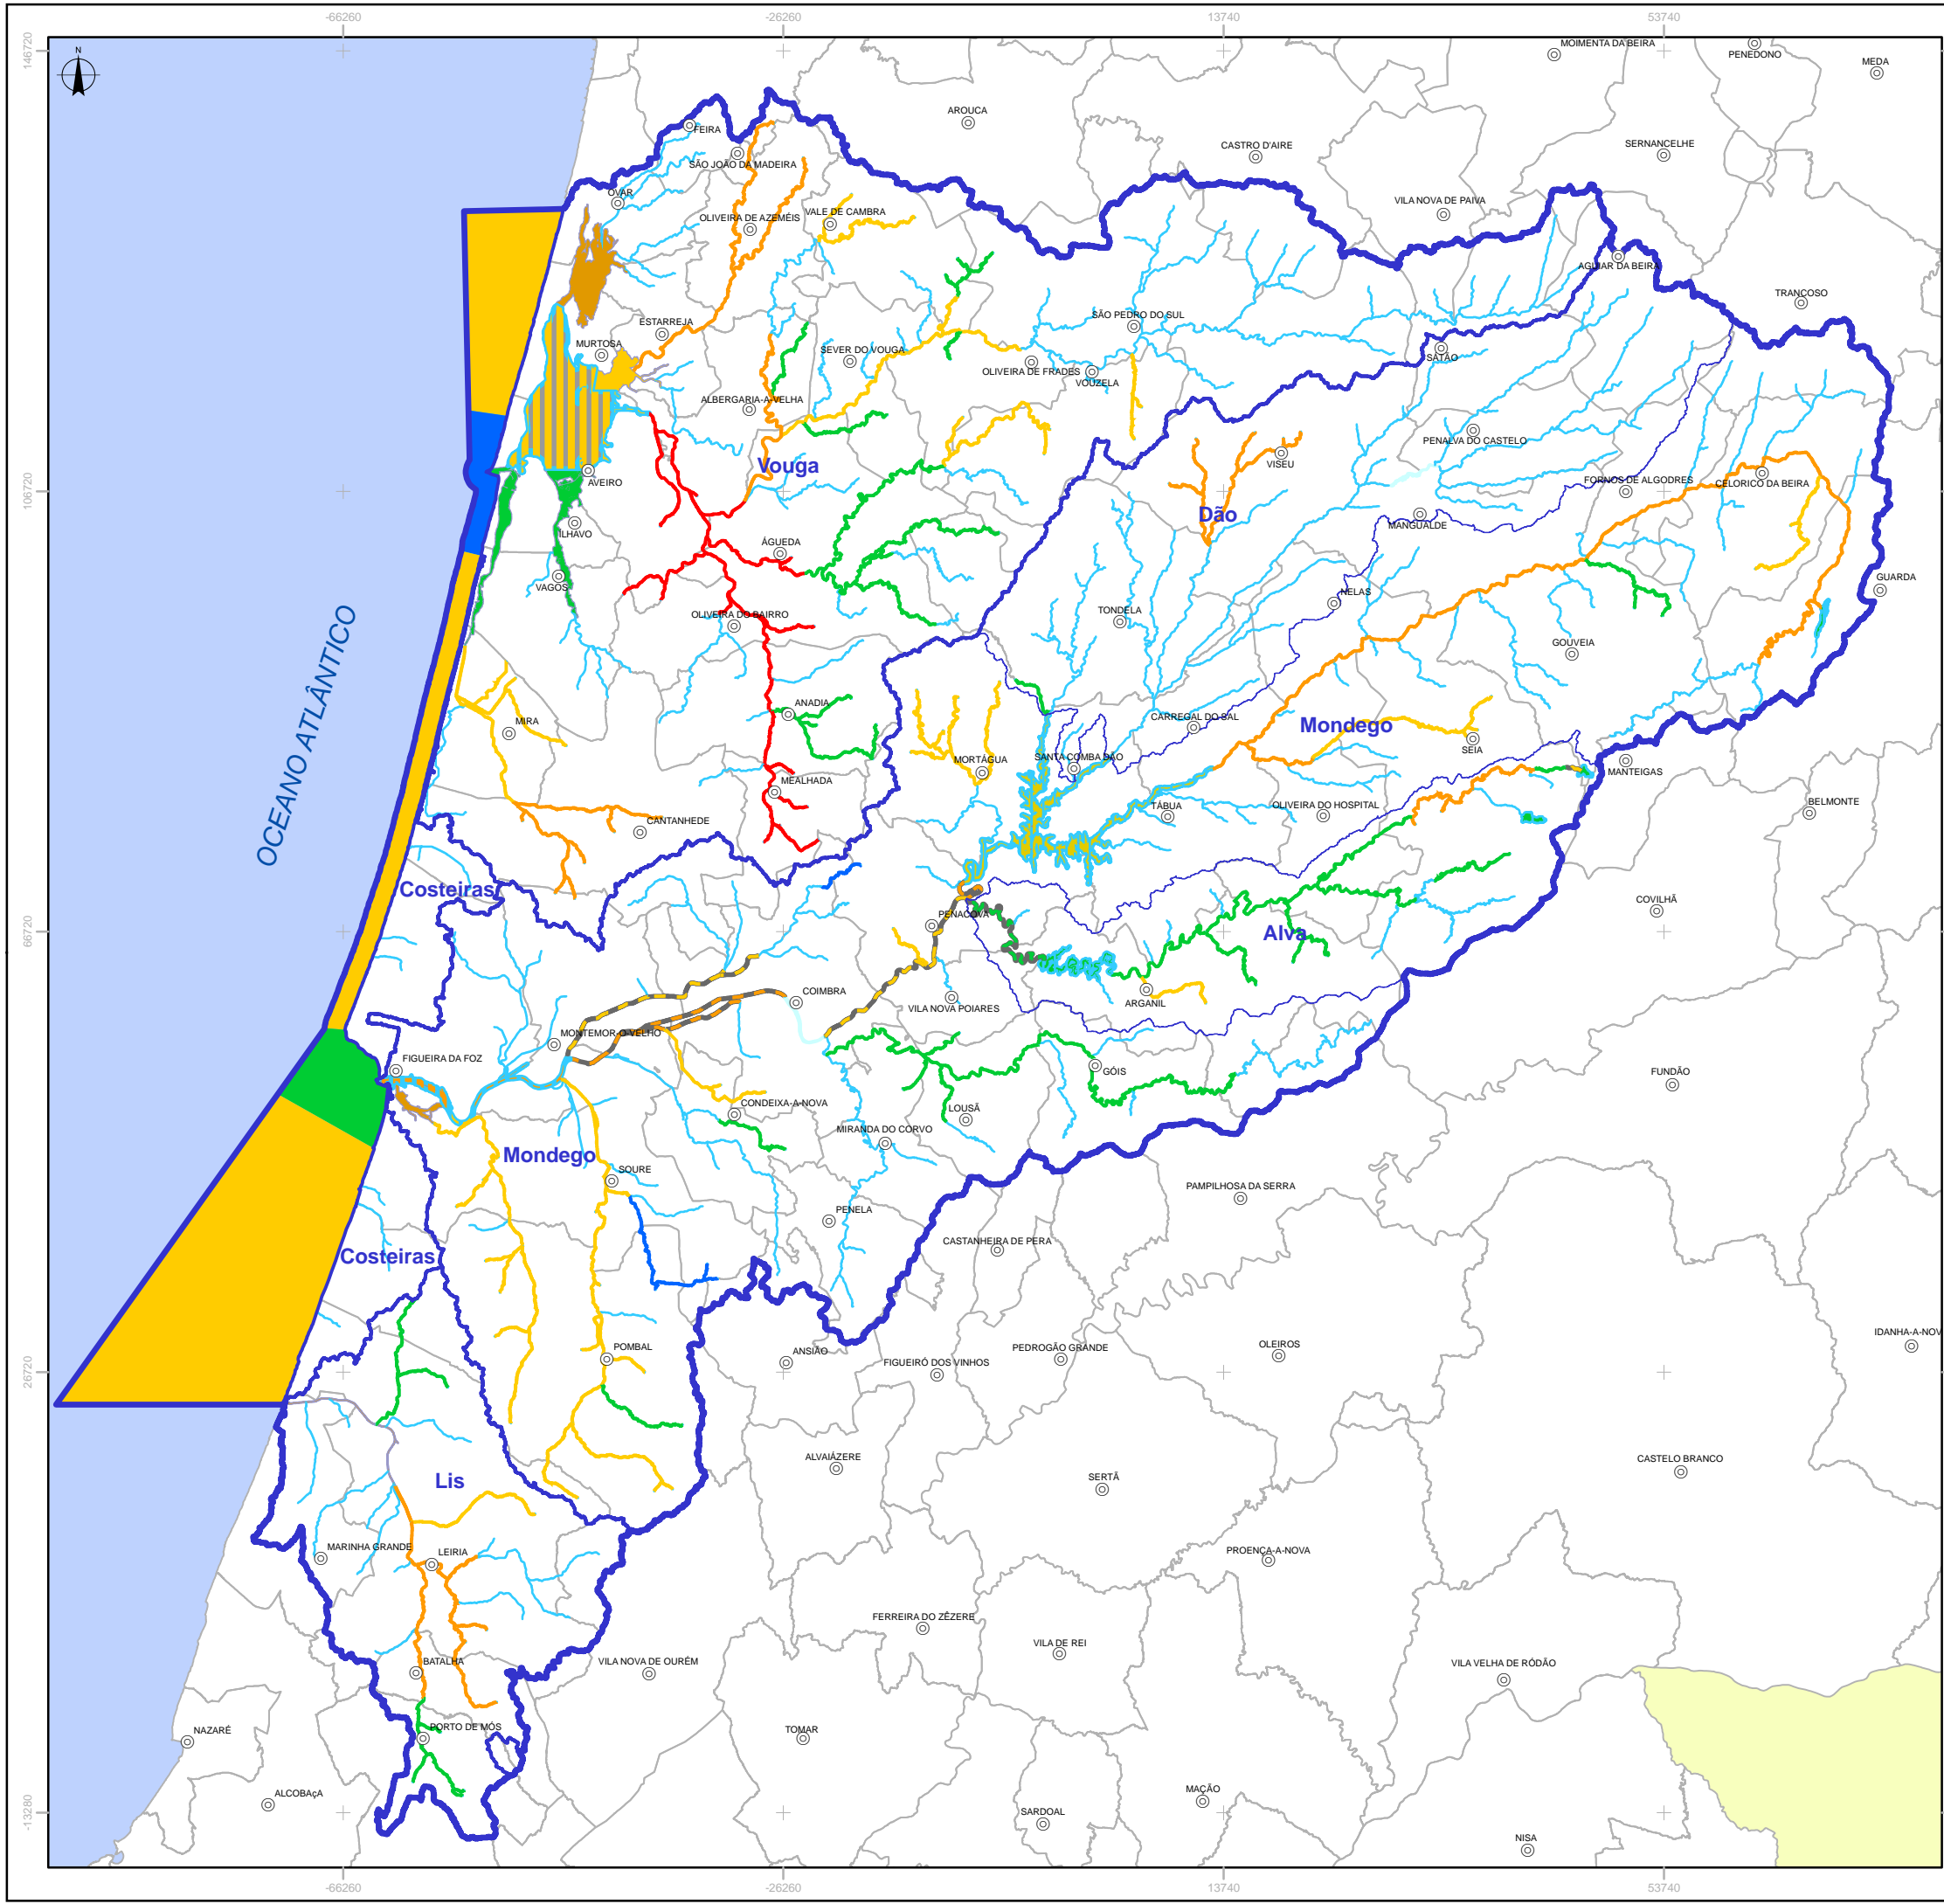 -66260
-26260
13740
53740
146720
N
MOIMENTA DA BEIRA
PENEDONO
MEDA
AROUCA
FEIRA
CASTRO D'AIRE
SERNANCELHE
SÃO JOÃO DA MADEIRA
OVAR
VALE DE CAMBRA
OLIVEIRA DE AZEMÉIS
VILA NOVA DE PAIVA
AGUIAR DA BEIRA
TRANCOSO
ESTARREJA
SÃO PEDRO DO SUL
MURTOSA
SEVER DO VOUGA
OLIVEIRA DE FRADES
VOUZELA
SÁTÃO
ALBERGARIA-A-VELHA
PENALVA DO CASTELO
Vouga
VISEU
AVEIRO
FORNOS DE ALGODRES
CELORICO DA BEIRA
106720
Dão
MANGUALDE
ÍLHAVO
ÁGUEDA
VAGOS
GUARDA
NELAS
TONDELA
OLIVEIRA DO BAIRRO
GOUVEIA
OCEANO ATLÂNTICO
ANADIA
MIRA
CARREGAL DO SAL
Mondego
SEIA
MORTÁGUA
SANTA COMBA DÃO
MANTEIGAS
MEALHADA
TÁBUA
OLIVEIRA DO HOSPITAL
BELMONTE
CANTANHEDE
Costeiras
COVILHÃ
PENACOVA
66720
Alva
COIMBRA
VILA NOVA POIARES
ARGANIL
MONTEMOR-O-VELHO
FIGUEIRA DA FOZ
GÓIS
FUNDÃO
CONDEIXA-A-NOVA
LOUSÃ
MIRANDA DO CORVO
Mondego
SOURE
PAMPILHOSA DA SERRA
PENELA
CASTANHEIRA DE PERA
Costeiras
IDANHA-A-NOV
POMBAL
ANSIÃO
FIGUEIRÓ DOS VINHOS
PEDROGÃO GRANDE
OLEIROS
26720
ALVAIÁZERE
Lis
SERTÃ
CASTELO BRANCO
MARINHA GRANDE
LEIRIA
PROENÇA-A-NOVA
FERREIRA DO ZÊZERE
VILA DE REI
BATALHA
VILA NOVA DE OURÉM
VILA VELHA DE RÓDÃO
NAZARÉ
PORTO DE MÓS
TOMAR
ALCOBAçA
MAÇÃO
SARDOAL
-13280
NISA
-66260
-26260
13740
53740